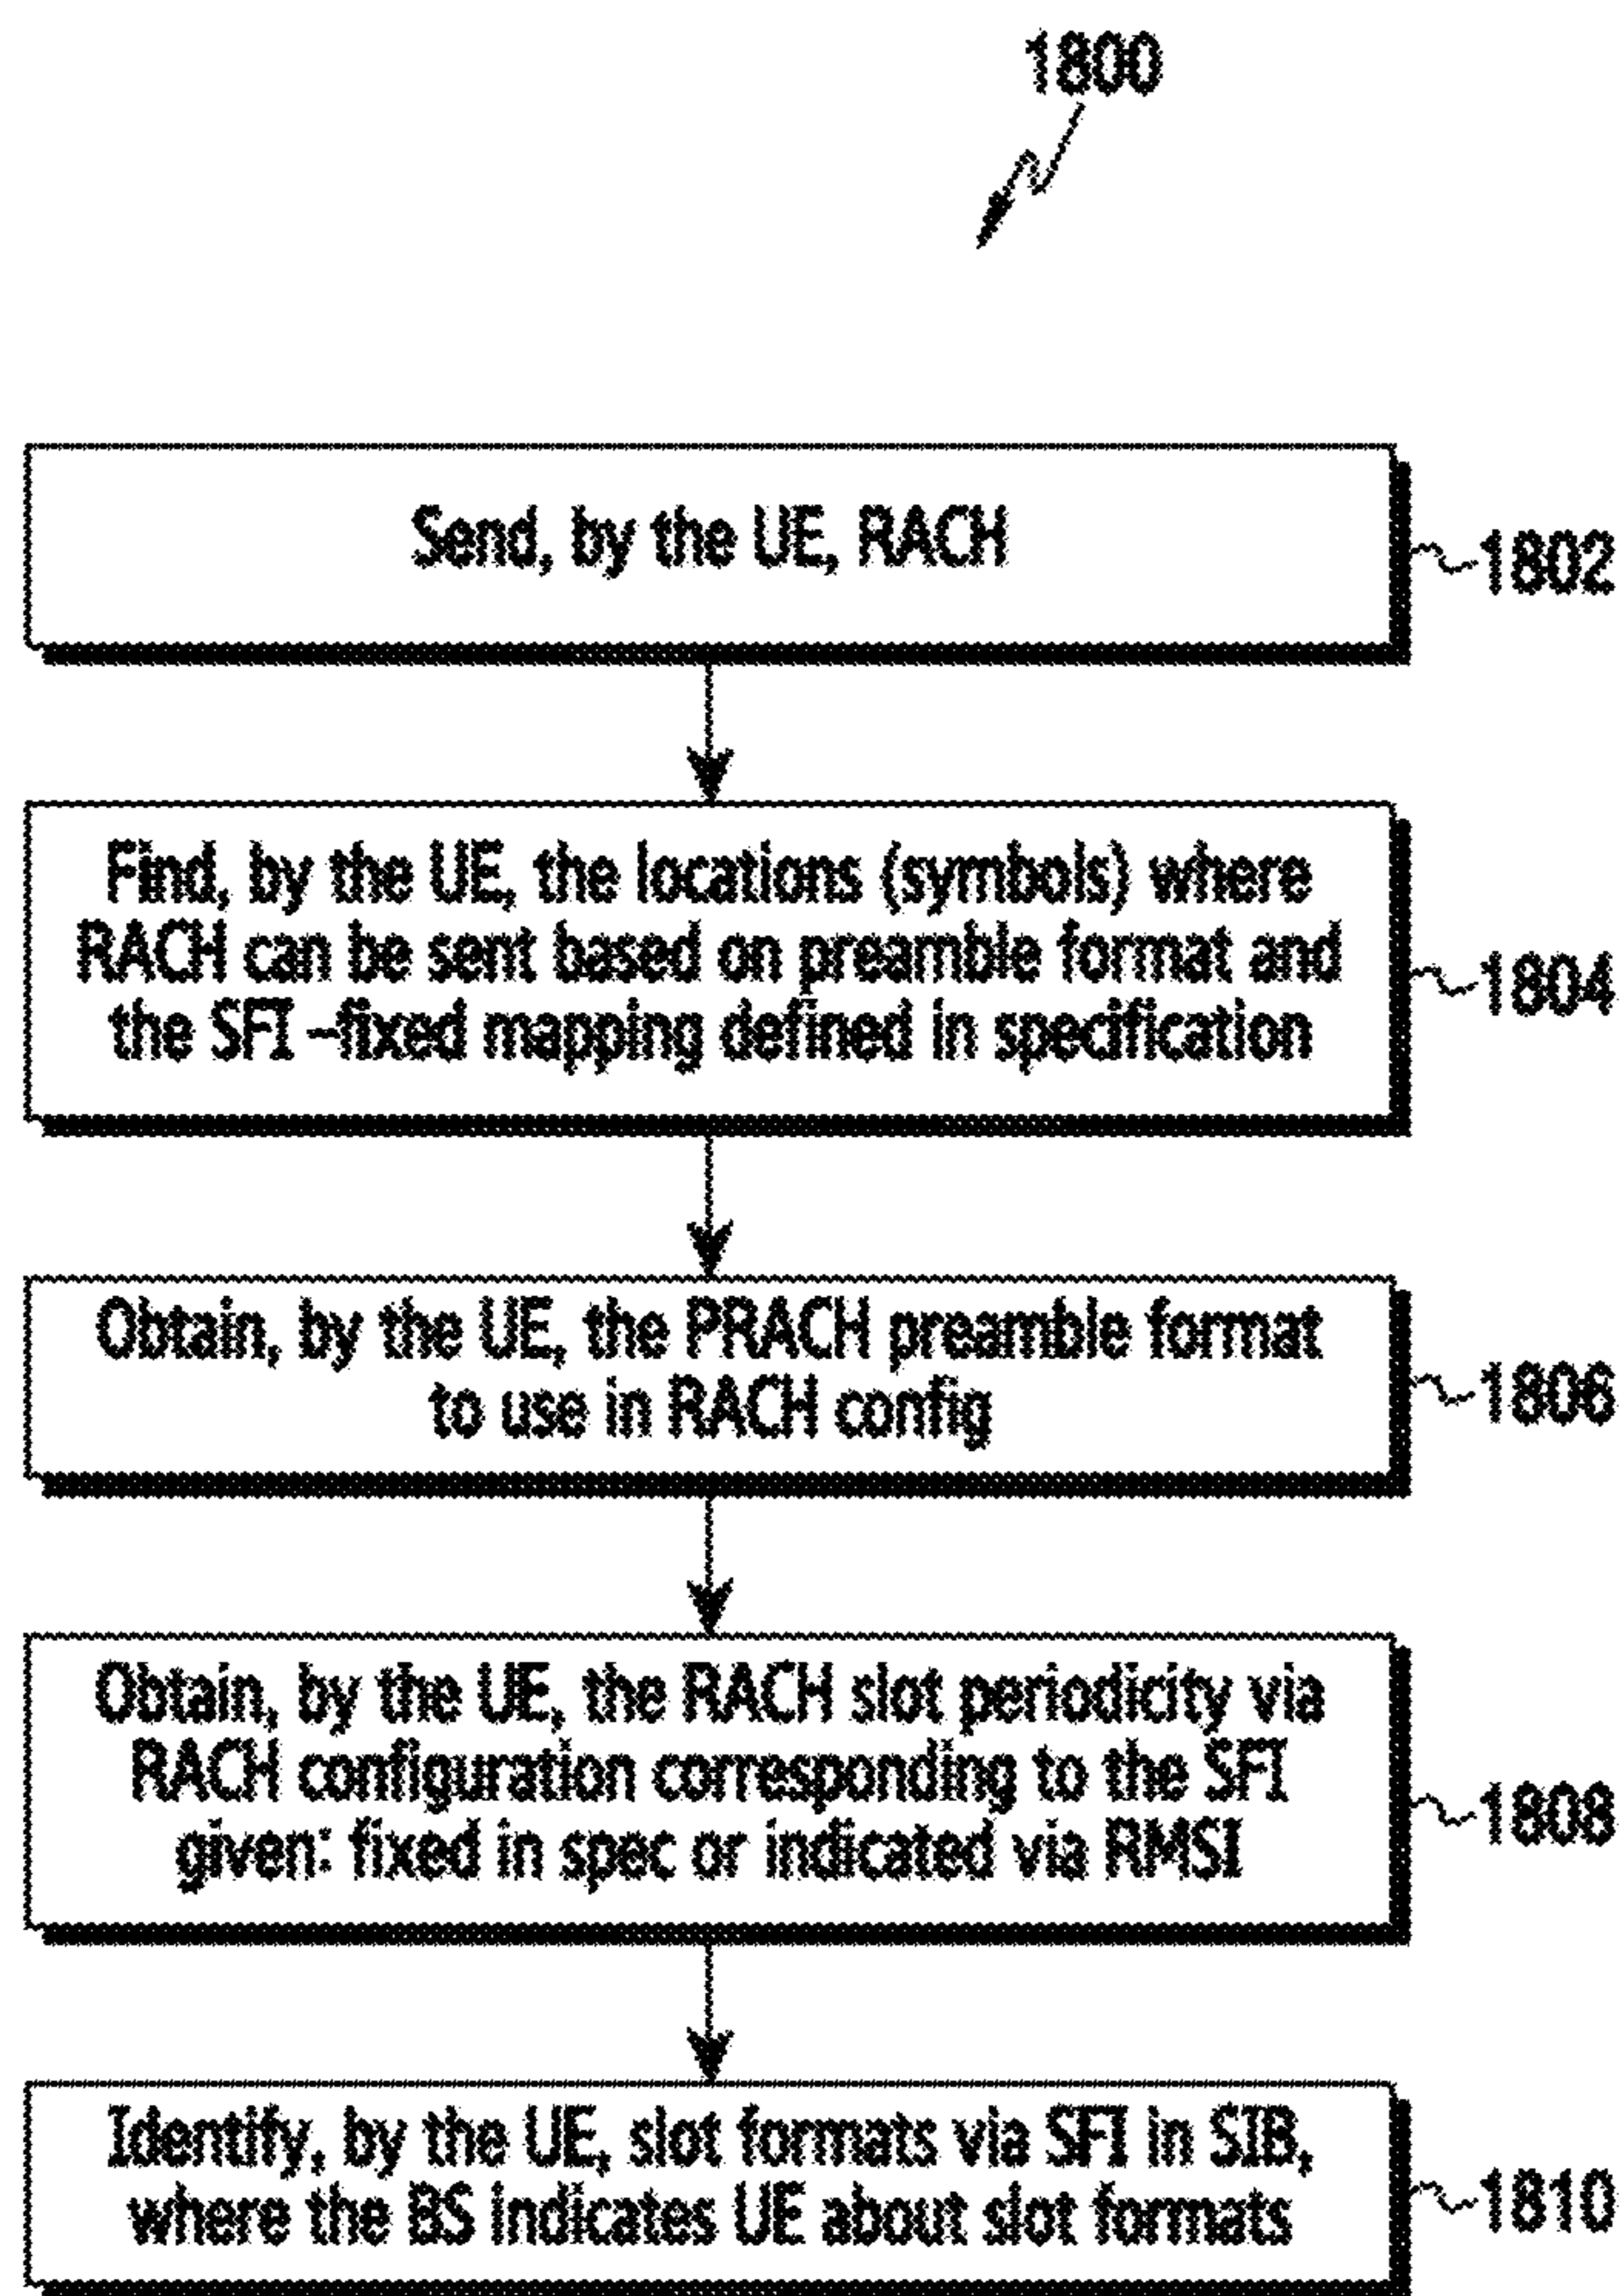 1800
Send, by the UE, RACH
1802
Find, by the UE, the locations (symbols) where
RACH can be sent based on preamble format and
the SFI -fixed mapping defined in specification
1804
Obtain, by the UE, the PRACH preamble format
to use in RACH config
1806
Obtain, by the UE, the RACH slot periodicity via
RACH configuration corresponding to the SFI
given: fixed in spec or indicated via RMSI
1808
Identify, by the UE, slot formats via SFI in SIB,
where the BS indicates UE about slot formats
1810